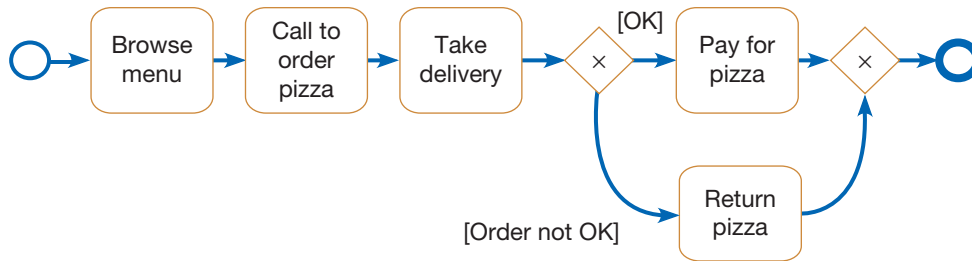 Browse
menu
Call to
order
pizza
Take
delivery
×
[OK]
Pay for
pizza
×
[Order not OK]
Return
pizza